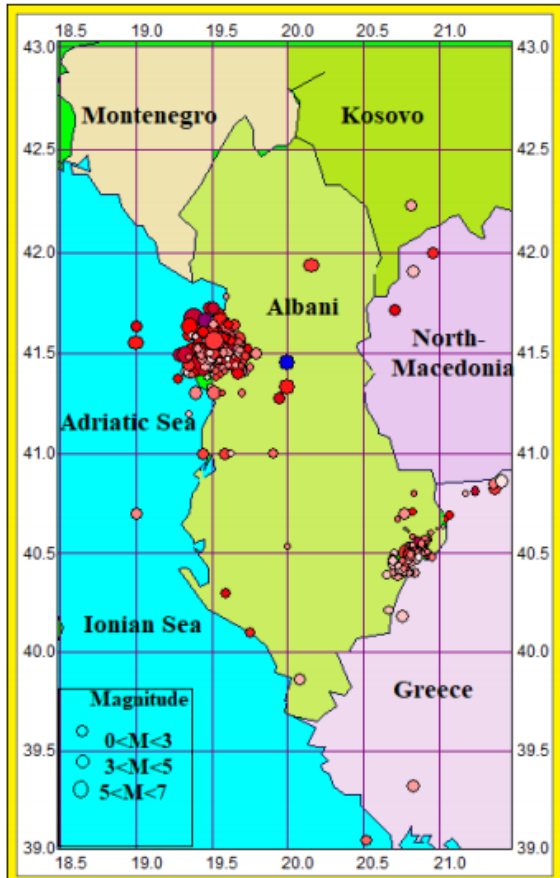 18.5 19.0 19.5 20.0 20.5 21.0
43.0 43.0
Montenegro Kosovo
42.5 42.5
42.0 42.0
Albani
North-
Macedonia
41.5 41.5
Adriatic Sea
41.0 41.0
40.5 40.5
Ionian Sea
40.0 40.0
Greece
Magnitude
0<M<3
39.5 39.5
3<M<5
5<M<7
39.0 39.0
18.5 19.0 19.5 20.0 20.5 21.0